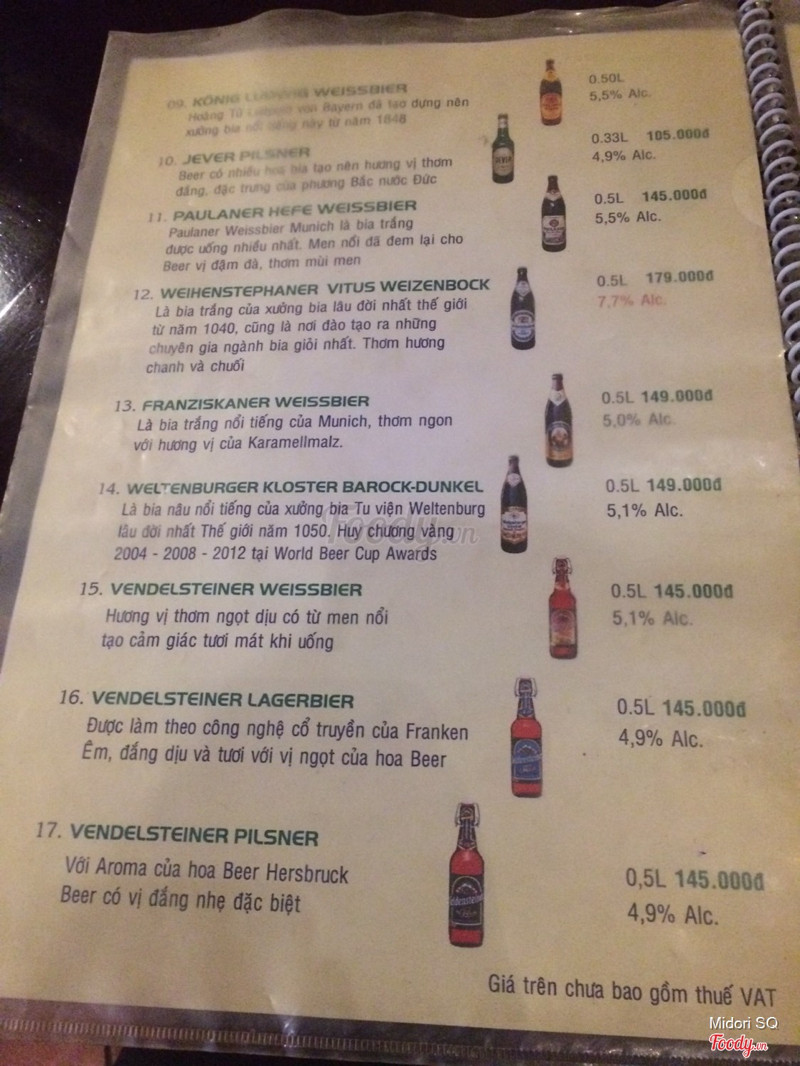 09. KÖNIG LUDWIG WEISSBIER
0.50L
5,5% Alc.
Hoàng Tử Luitpold von Bayern đã tạo dựng nên
xưởng bia nổi tiếng này từ năm 1848
10. JEVER PILSNER
0.33L 105.000đ
4,9% Alc.
Beer có nhiều hoa bia tạo nên hương vị thơm
đắng, đặc trưng của phương Bắc nước Đức
11. PAULANER HEFE WEISSBIER
0.5L 145.000đ
5,5% Alc.
Paulaner Weissbier Munich là bia trắng
được uống nhiều nhất. Men nổi đã đem lại cho
Beer vị đậm đà, thơm mùi men
12. WEIHENSTEPHANER VITUS WEIZENBOCK
0.5L 179.000đ
7,7% Alc.
Là bia trắng của xưởng bia lâu đời nhất thế giới
từ năm 1040, cũng là nơi đào tạo ra những
chuyên gia ngành bia giỏi nhất. Thơm hương
chanh và chuối
13. FRANZISKANER WEISSBIER
0.5L 149.000đ
5,0% Alc.
Là bia trắng nổi tiếng của Munich, thơm ngon
với hương vị của Karamellmalz.
14. WELTENBURGER KLOSTER BAROCK-DUNKEL
0.5L 149.000đ
5,1% Alc.
Là bia nâu nổi tiếng của xưởng bia Tu viện Weltenburg
lâu đời nhất Thế giới năm 1050. Huy chương vàng
2004 - 2008 - 2012 tại World Beer Cup Awards
15. VENDELSTEINER WEISSBIER
0.5L 145.000đ
5,1% Alc.
Hương vị thơm ngọt dịu có từ men nổi
tạo cảm giác tươi mát khi uống
16. VENDELSTEINER LAGERBIER
0.5L 145.000đ
4,9% Alc.
Được làm theo công nghệ cổ truyền của Franken
Êm, đắng dịu và tươi với vị ngọt của hoa Beer
17. VENDELSTEINER PILSNER
0,5L 145.000đ
4,9% Alc.
Với Aroma của hoa Beer Hersbruck
Beer có vị đắng nhẹ đặc biệt
Giá trên chưa bao gồm thuế VAT
Foody.vn
Midori SQ
Foody.vn